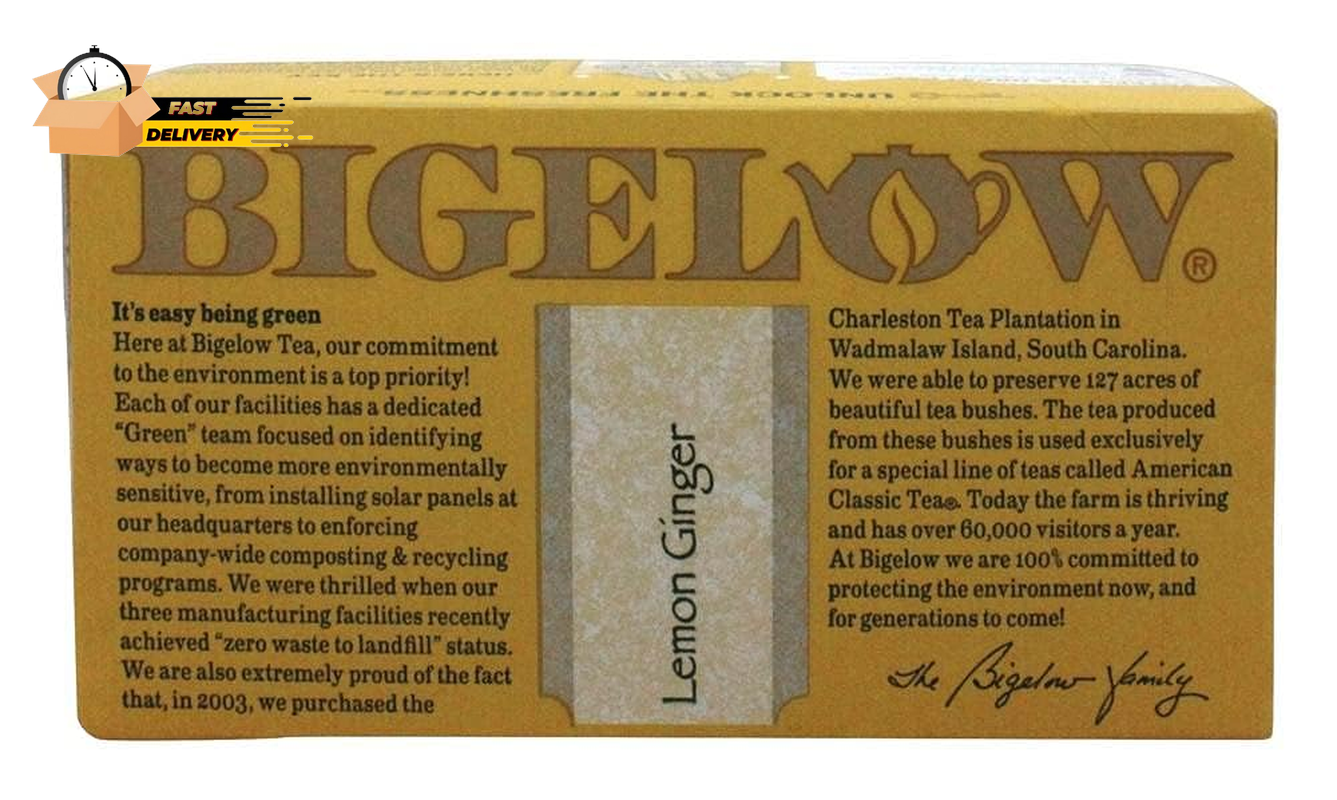 FAST
DELIVERY
UNLOCK THE FRESHNESS
BIGELOW®
It's easy being green
Here at Bigelow Tea, our commitment
to the environment is a top priority!
Each of our facilities has a dedicated
“Green” team focused on identifying
ways to become more environmentally
sensitive, from installing solar panels at
our headquarters to enforcing
company-wide composting & recycling
programs. We were thrilled when our
three manufacturing facilities recently
achieved “zero waste to landfill” status.
We are also extremely proud of the fact
that, in 2003, we purchased the
Lemon Ginger
Charleston Tea Plantation in
Wadmalaw Island, South Carolina.
We were able to preserve 127 acres of
beautiful tea bushes. The tea produced
from these bushes is used exclusively
for a special line of teas called American
Classic Tea®. Today the farm is thriving
and has over 60,000 visitors a year.
At Bigelow we are 100% committed to
protecting the environment now, and
for generations to come!
The Bigelow Family